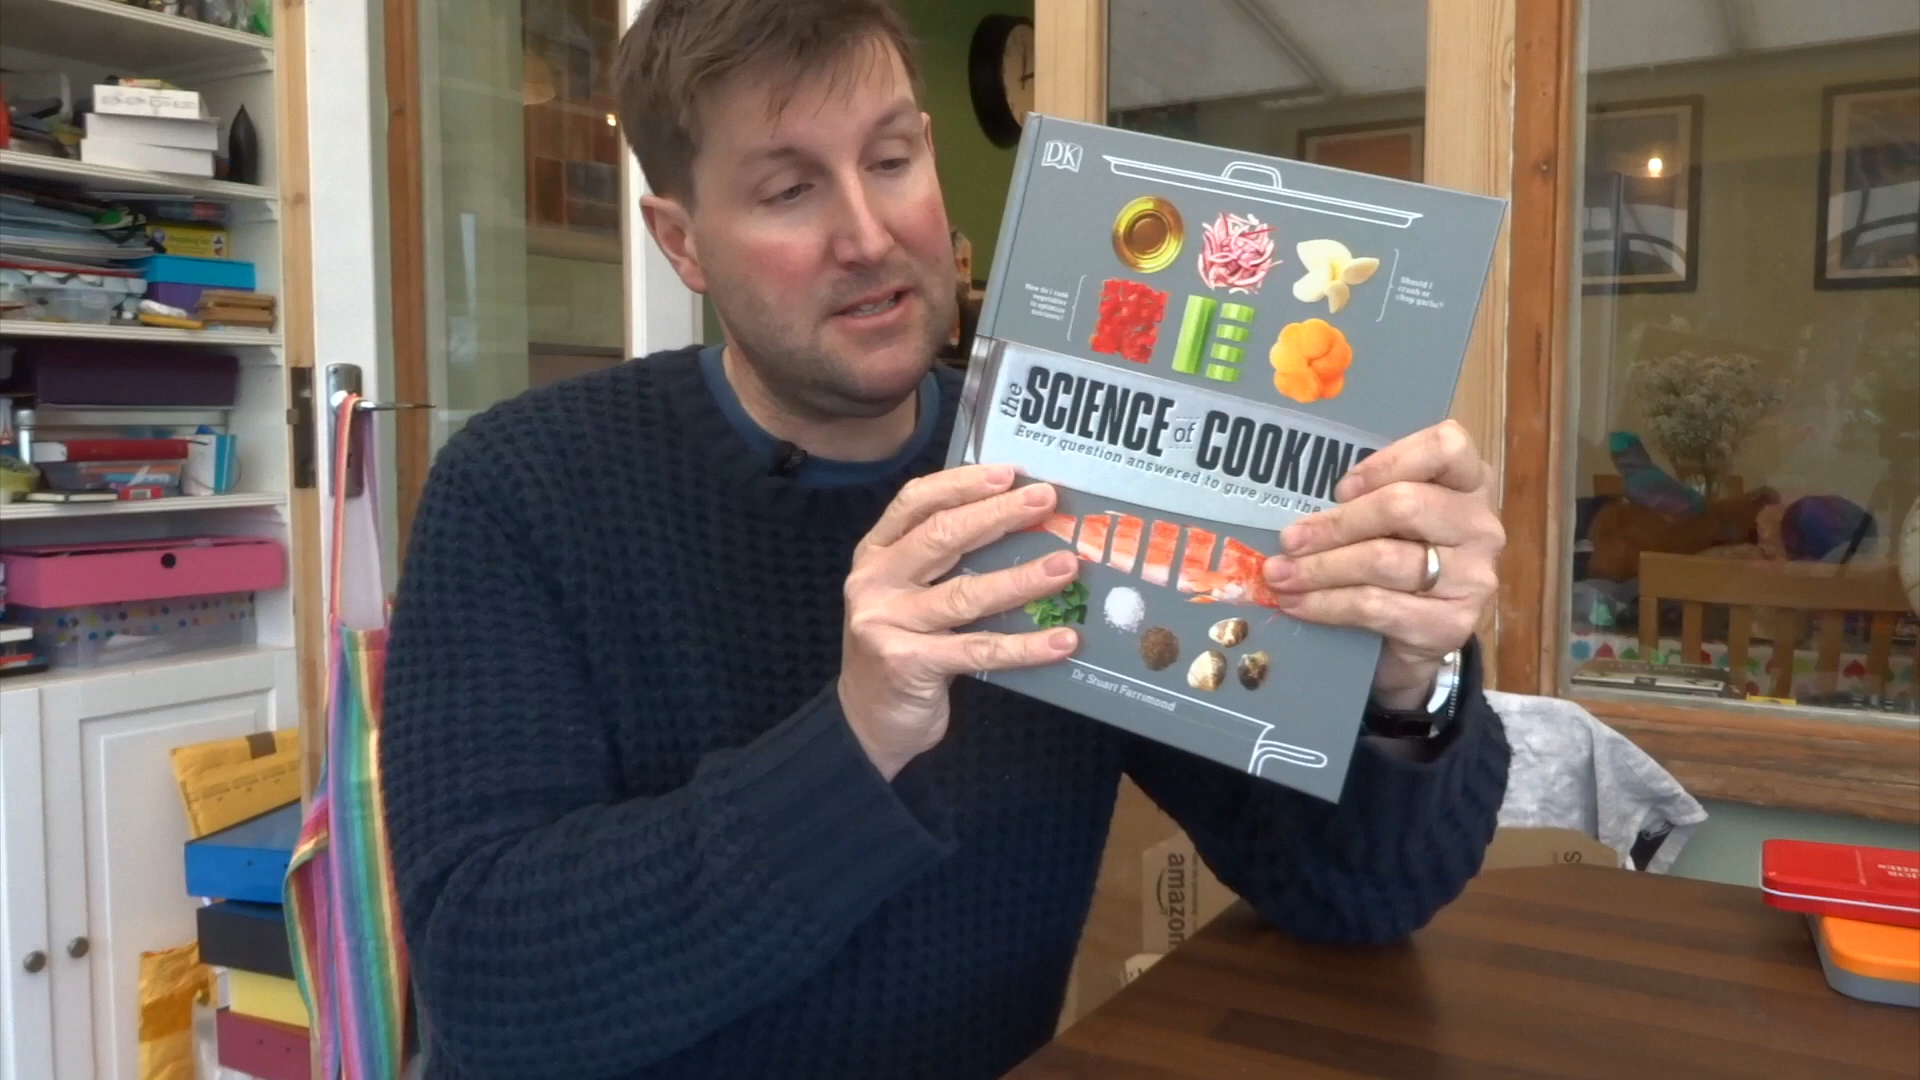 DK
Should I
crush or
chop garlic?
How do I cook
vegetables
to optimize
nutrients?
the SCIENCE of COOKING
Every question answered to give you the
Dr Stuart Farrimond
amazon